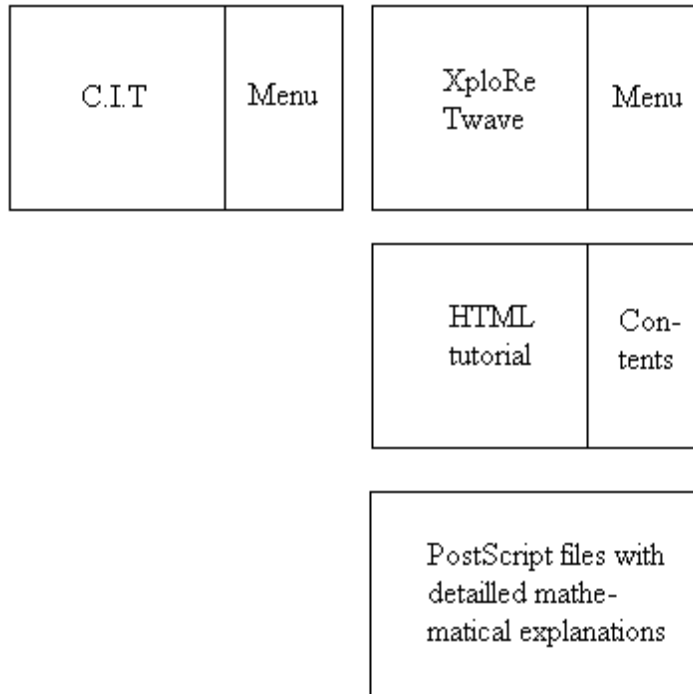 C.I.T
Menu
XploRe
Twave
Menu
HTML
tutorial
Con-
tents
PostScript files with
detailled mathe-
matical explanations